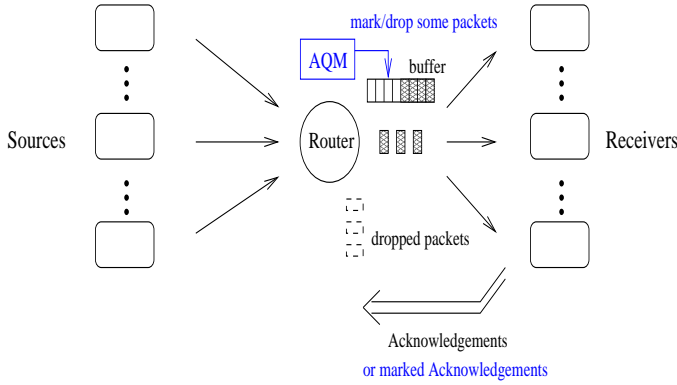 mark/drop some packets
AQM
buffer
Sources
Router
Receivers
dropped packets
Acknowledgements
or marked Acknowledgements